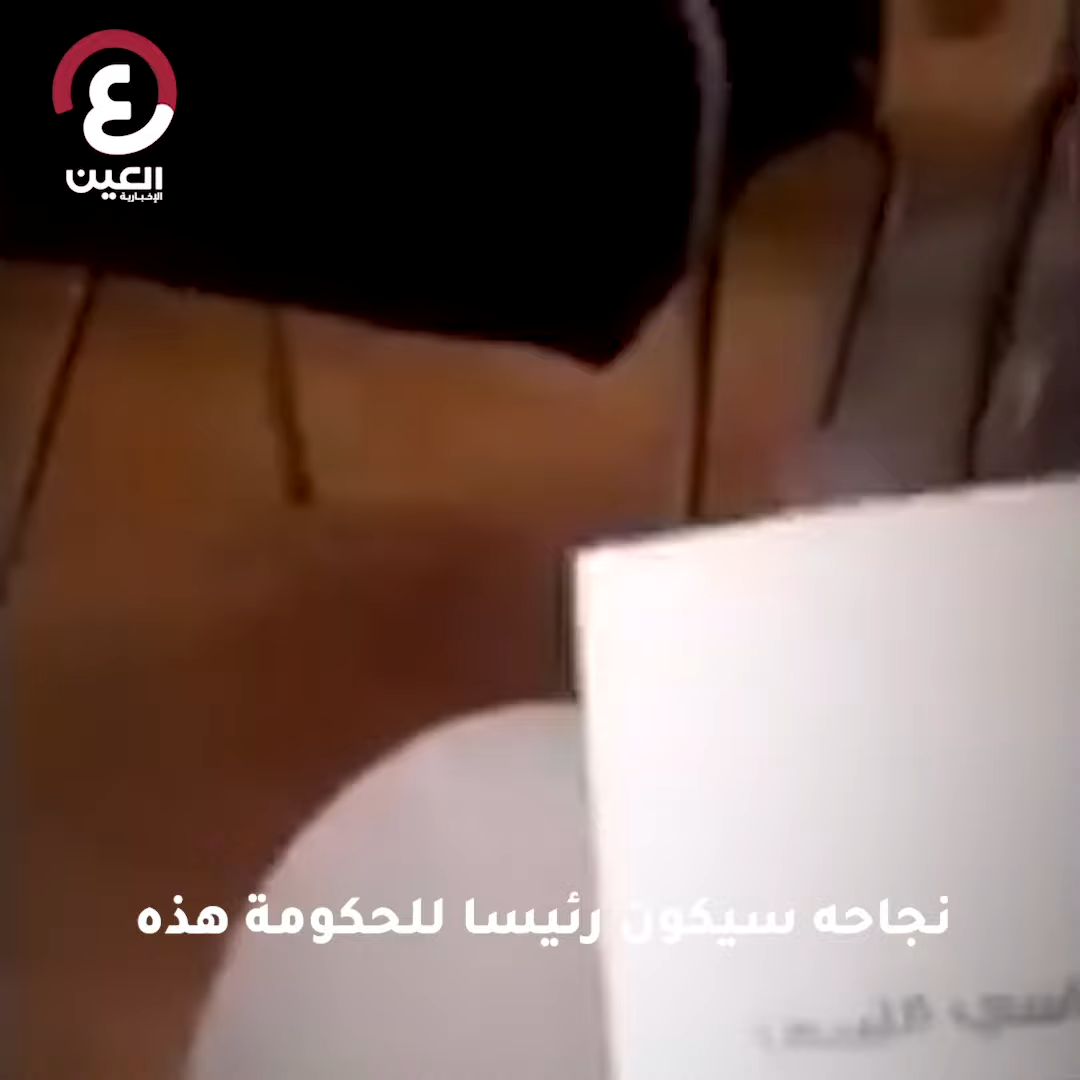 ع
العين
الإخبارية
نجاحه سيكون رئيسا للحكومة هذه